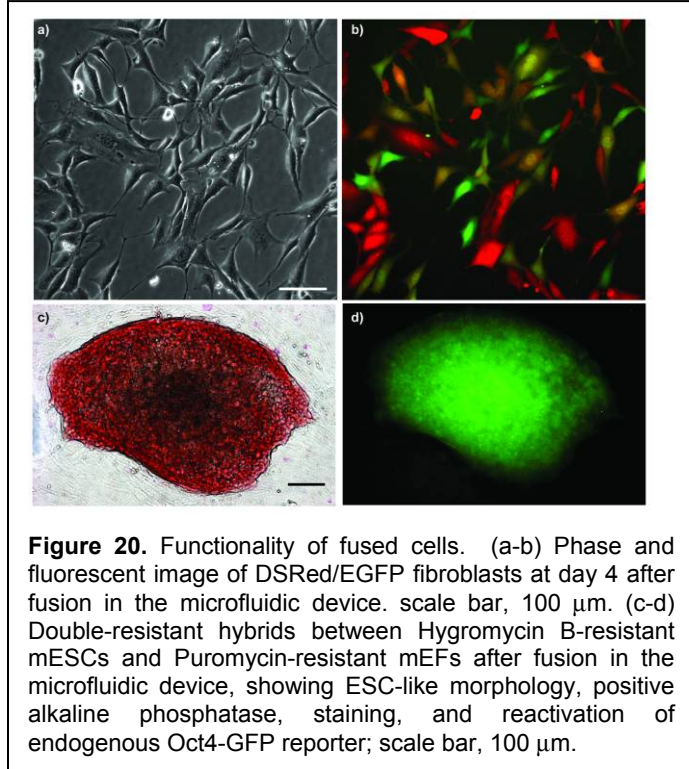 a)
b)
c)
d)
Figure 20. Functionality of fused cells. (a-b) Phase and
fluorescent image of DSRed/EGFP fibroblasts at day 4 after
fusion in the microfluidic device. scale bar, 100 μm. (c-d)
Double-resistant hybrids between Hygromycin B-resistant
mESCs and Puromycin-resistant mEFs after fusion in the
microfluidic device, showing ESC-like morphology, positive
alkaline phosphatase, staining, and reactivation of
endogenous Oct4-GFP reporter; scale bar, 100 μm.